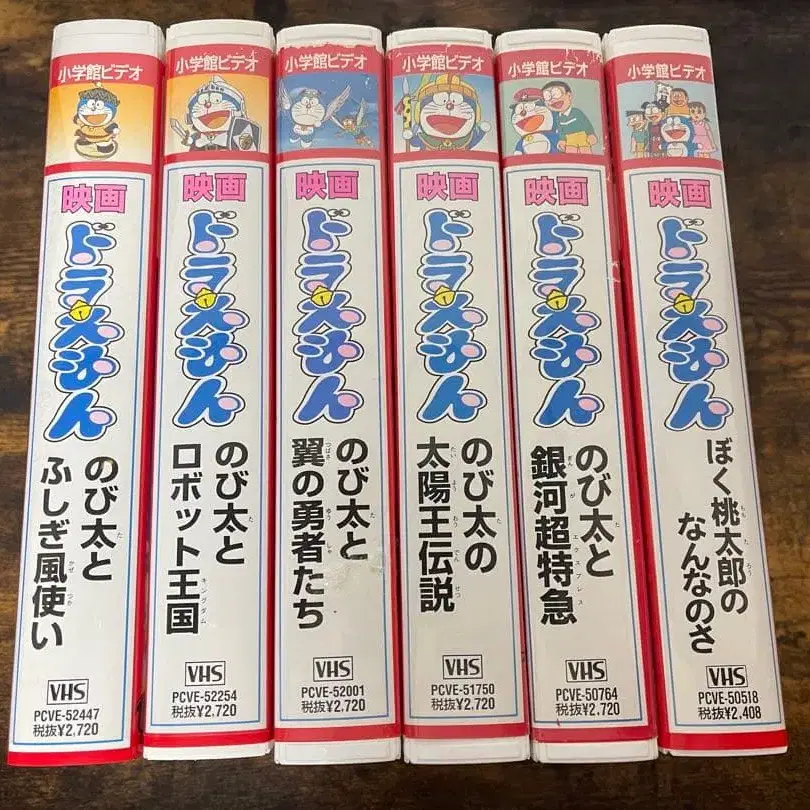 小学館ビデオ
映画
ドラえもん
のび太と
ふしぎ風使い
VHS
PCVE-52447
税抜¥2,720
小学館ビデオ
映画
ドラえもん
のび太と
ロボット王国
VHS
PCVE-52254
税抜¥2,720
小学館ビデオ
映画
ドラえもん
のび太と
翼の勇者たち
VHS
PCVE-52001
税抜¥2,720
小学館ビデオ
映画
ドラえもん
のび太の
太陽王伝説
VHS
PCVE-51750
税抜¥2,720
小学館ビデオ
映画
ドラえもん
のび太と
銀河超特急
VHS
PCVE-50764
税抜¥2,720
小学館ビデオ
映画
ドラえもん
ぼく桃太郎の
なんなのさ
VHS
PCVE-50518
税抜¥2,408